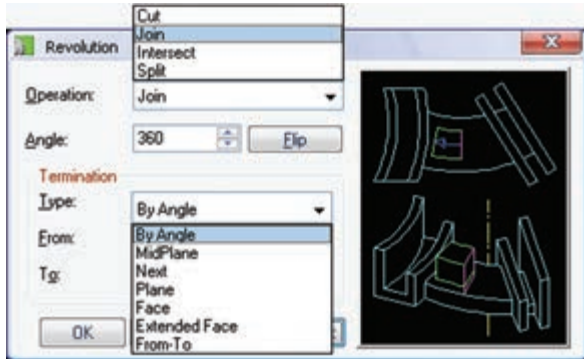 Cut
Join
Intersect
Split
Revolution
Operation: Join
Angle: 360 Flip
Termination
Type: By Angle
From:
To:
By Angle
MidPlane
Next
Plane
Face
Extended Face
From-To
OK